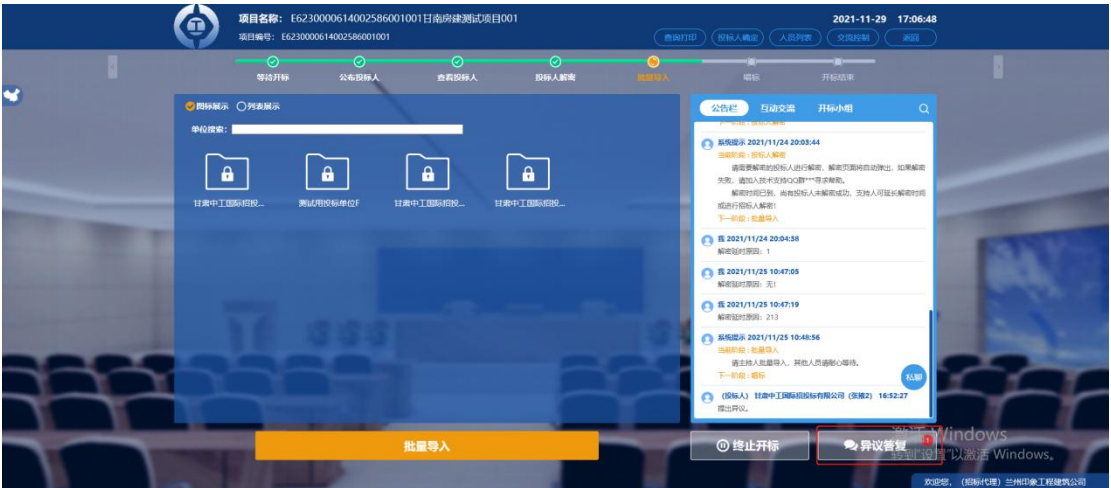 项目名称： E6230000614002586001001甘南房建测试项目001
2021-11-29 17:06:48
项目编号： E6230000614002586001001
查询打印
投标人确定
人员列表
交流控制
返回
等待开标
公布投标人
查看投标人
投标人解密
批量导入
唱标
开标结束
图标展示
列表展示
单位搜索：
甘肃中工国际招投...
测试用投标单位F
甘肃中工国际招投...
甘肃中工国际招投...
批量导入
公告栏
互动交流
开标小组
下一阶段：投标人解密
系统提示 2021/11/24 20:03:44
当前阶段：投标人解密
请需要解密的投标人进行解密，解密页面将自动弹出，如果解密
失败，请加入技术支持QQ群***寻求帮助。
解密时间已到，尚有投标人未解密成功，主持人可延长解密时间
或进行招标人解密！
下一阶段：批量导入
我 2021/11/24 20:04:38
解密延时原因：1
我 2021/11/25 10:47:05
解密延时原因：无！
我 2021/11/25 10:47:19
解密延时原因：213
系统提示 2021/11/25 10:48:56
当前阶段：批量导入
请主持人批量导入，其他人员请耐心等待。
下一阶段：唱标
私聊
（投标人） 甘肃中工国际招投标有限公司（张推2） 16:52:27
提出异议。
终止开标
异议答复
1
激活 Windows
转到"设置"以激活 Windows。
欢迎您，（招标代理）兰州印象工程建筑公司